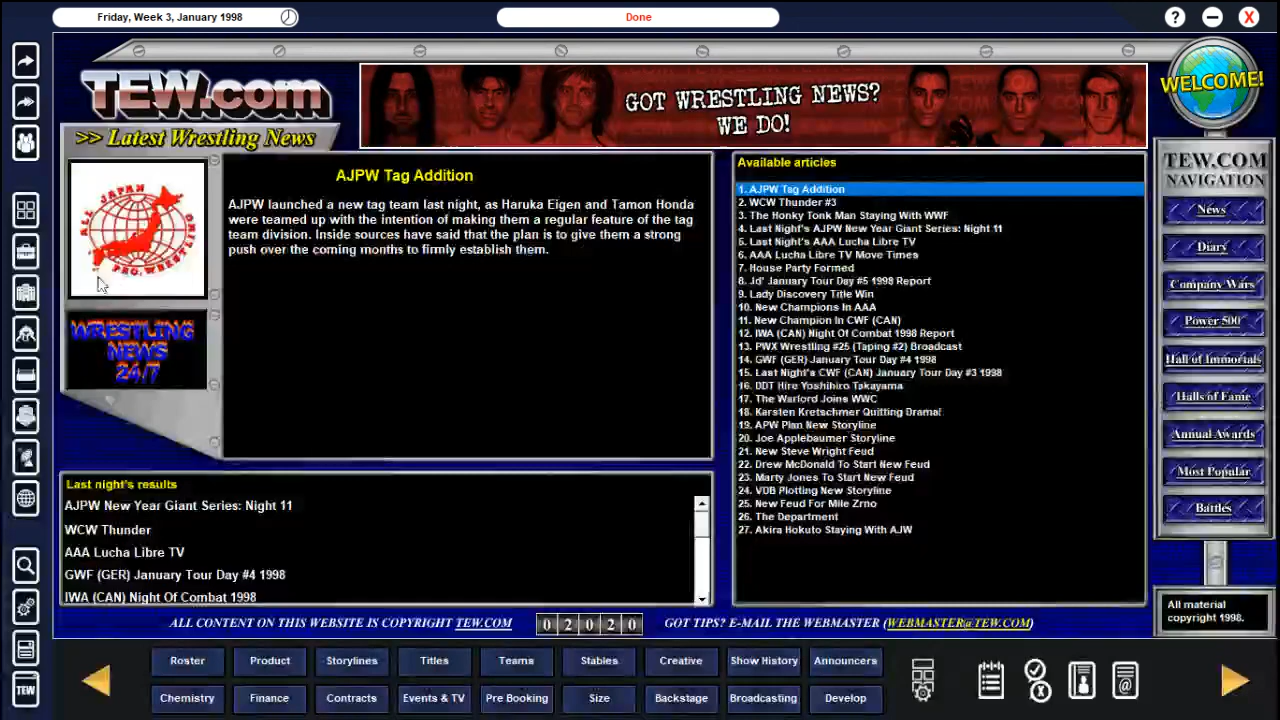 Friday, Week 3, January 1998
Done
? X
TEW.com
>> Latest Wrestling News
GOT WRESTLING NEWS?
WE DO!
WELCOME!
ALL JAPAN
PRO. WRESTLING
WRESTLING
NEWS
24/7
AJPW Tag Addition
AJPW launched a new tag team last night, as Haruka Eigen and Tamon Honda
were teamed up with the intention of making them a regular feature of the tag
team division. Inside sources have said that the plan is to give them a strong
push over the coming months to firmly establish them.
Available articles
1. AJPW Tag Addition
2. WCW Thunder #3
3. The Honky Tonk Man Staying With WWF
4. Last Night's AJPW New Year Giant Series: Night 11
5. Last Night's AAA Lucha Libre TV
6. AAA Lucha Libre TV Move Times
7. House Party Formed
8. Jd' January Tour Day #5 1998 Report
9. Lady Discovery Title Win
10. New Champions In AAA
11. New Champion In CWF (CAN)
12. IWA (CAN) Night Of Combat 1998 Report
13. PWX Wrestling #25 (Taping #2) Broadcast
14. GWF (GER) January Tour Day #4 1998
15. Last Night's CWF (CAN) January Tour Day #3 1998
16. DDT Hire Yoshihiro Takayama
17. The Warlord Joins WWC
18. Karsten Kretschmer Quitting Drama!
19. APW Plan New Storyline
20. Joe Applebaumer Storyline
21. New Steve Wright Feud
22. Drew McDonald To Start New Feud
23. Marty Jones To Start New Feud
24. VDB Plotting New Storyline
25. New Feud For Mile Zrno
26. The Department
27. Akira Hokuto Staying With AJW
TEW.COM
NAVIGATION
News
Diary
Company Wars
Power 500
Hall of Immortals
Halls of Fame
Annual Awards
Most Popular
Battles
All material
copyright 1998.
Last night's results
AJPW New Year Giant Series: Night 11
WCW Thunder
AAA Lucha Libre TV
GWF (GER) January Tour Day #4 1998
IWA (CAN) Night Of Combat 1998
ALL CONTENT ON THIS WEBSITE IS COPYRIGHT TEW.COM
0 2 0 2 0
GOT TIPS? E-MAIL THE WEBMASTER (WEBMASTER@TEW.COM)
TEW
Roster Product Storylines Titles Teams Stables Creative Show History Announcers
Chemistry Finance Contracts Events & TV Pre Booking Size Backstage Broadcasting Develop